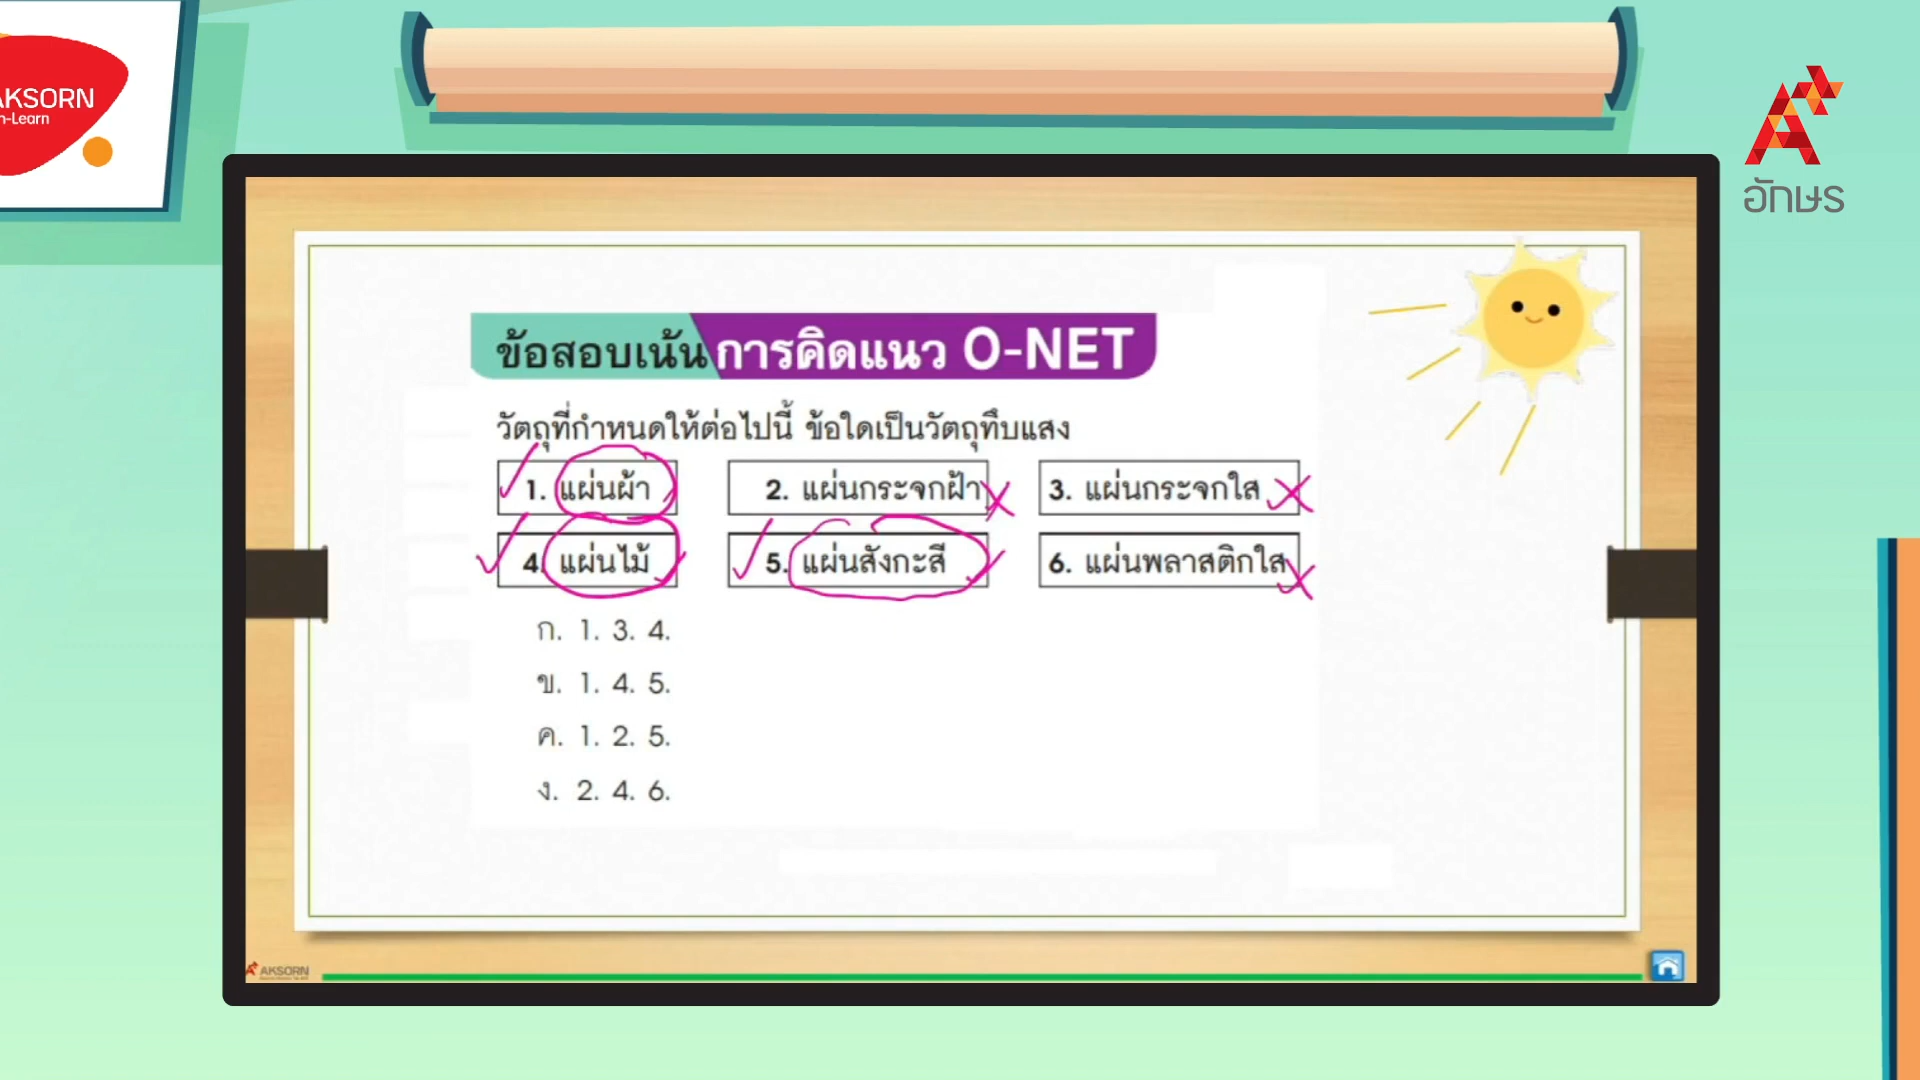 AKSORN
n-Learn
อักษร
ข้อสอบเน้น การคิดแนว O-NET
วัตถุที่กำหนดให้ต่อไปนี้ ข้อใดเป็นวัตถุทึบแสง
1. แผ่นผ้า 2. แผ่นกระจกฝ้า 3. แผ่นกระจกใส
4. แผ่นไม้ 5. แผ่นสังกะสี 6. แผ่นพลาสติกใส
ก. 1. 3. 4.
ข. 1. 4. 5.
ค. 1. 2. 5.
ง. 2. 4. 6.
AKSORN